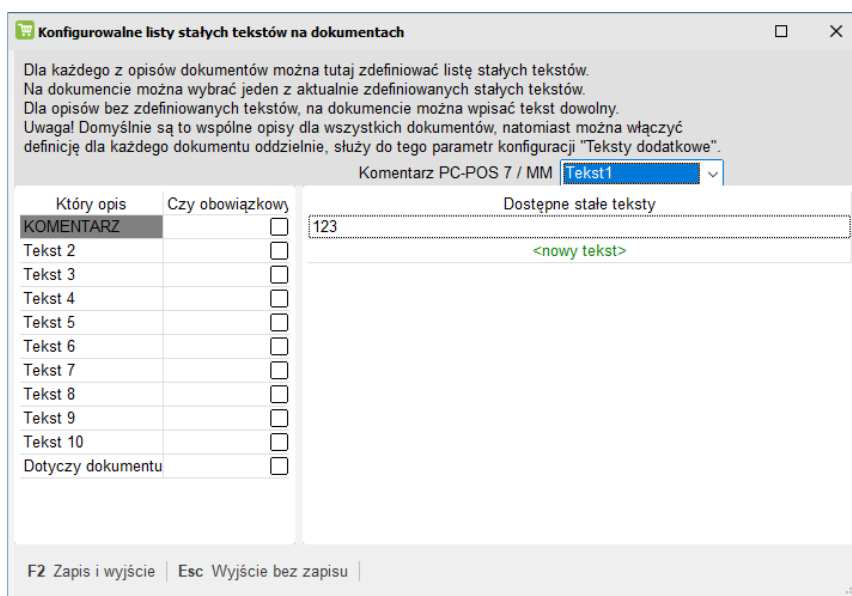 Konfigurowalne listy stałych tekstów na dokumentach
Dla każdego z opisów dokumentów można tutaj zdefiniować listę stałych tekstów.
Na dokumencie można wybrać jeden z aktualnie zdefiniowanych stałych tekstów.
Dla opisów bez zdefiniowanych tekstów, na dokumencie można wpisać tekst dowolny.
Uwaga! Domyślnie są to wspólne opisy dla wszystkich dokumentów, natomiast można włączyć
definicję dla każdego dokumentu oddzielnie, służy do tego parametr konfiguracji "Teksty dodatkowe".
Komentarz PC-POS 7 / MM Tekst1
Który opis Czy obowiązkowy Dostępne stałe teksty
KOMENTARZ 123
Tekst 2 <nowy tekst>
Tekst 3
Tekst 4
Tekst 5
Tekst 6
Tekst 7
Tekst 8
Tekst 9
Tekst 10
Dotyczy dokumentu
F2 Zapis i wyjście Esc Wyjście bez zapisu